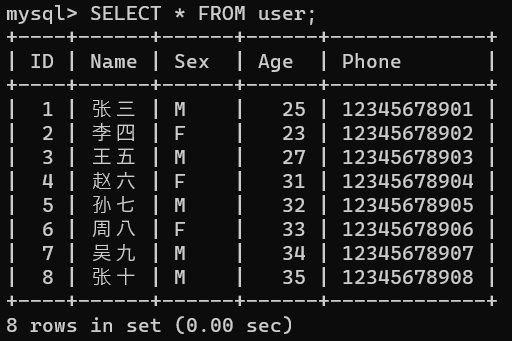 mysql> SELECT * FROM user;
+----+------+------+------+-------------+
| ID | Name | Sex  | Age  | Phone       |
+----+------+------+------+-------------+
|  1 | 张三 | M    |   25 | 12345678901 |
|  2 | 李四 | F    |   23 | 12345678902 |
|  3 | 王五 | M    |   27 | 12345678903 |
|  4 | 赵六 | F    |   31 | 12345678904 |
|  5 | 孙七 | M    |   32 | 12345678905 |
|  6 | 周八 | F    |   33 | 12345678906 |
|  7 | 吴九 | M    |   34 | 12345678907 |
|  8 | 张十 | M    |   35 | 12345678908 |
+----+------+------+------+-------------+
8 rows in set (0.00 sec)